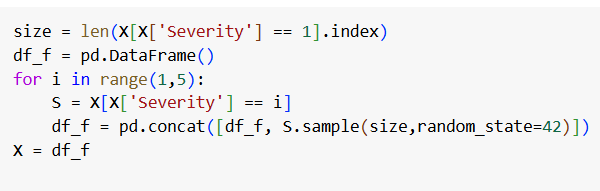 size = len(X[X['Severity'] == 1].index)
df_f = pd.DataFrame()
for i in range(1,5):
    S = X[X['Severity'] == i]
    df_f = pd.concat([df_f, S.sample(size,random_state=42)])
X = df_f